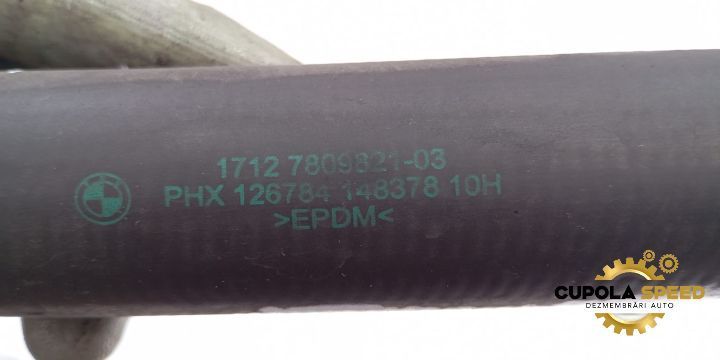 1712 7809821-03
PHX 126784 148378 10H
>EPDM<
CUPOLA SPEED
DEZMEMBRĂRI AUTO